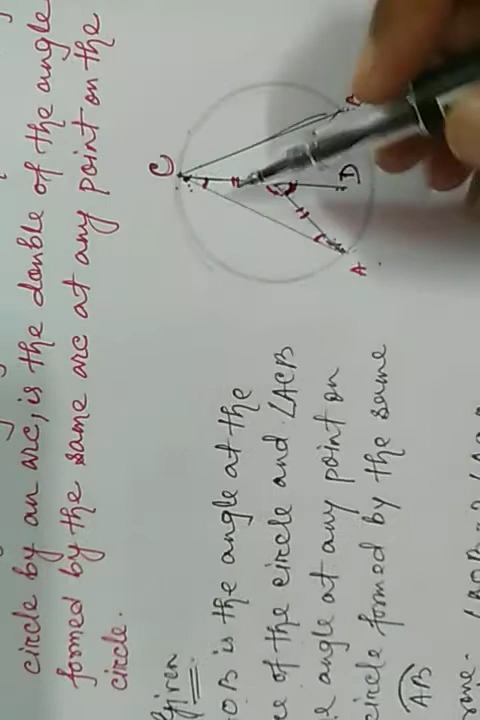 circle by an arc, is the double of the angle
formed by the same arc at any point on the
circle.
C
D
A
Given
OB is the angle at the
of the circle and ∠ACB
angle at any point on
circle formed by the same
AB